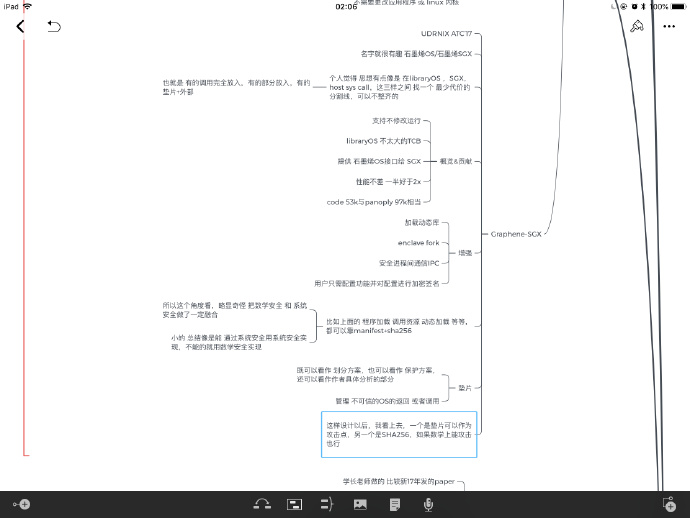 iPad
02:06
100%
不需要更改应用程序 或 linux 内核
UDRNIX ATC17
名字就很有趣 石墨烯OS/石墨烯SGX
个人觉得 思想有点像是 在libraryOS 、SGX、
host sys call，这三样之间 找一个 最少代价的
分割线，可以不整齐的
也就是 有的调用完全放入，有的部分放入，有的
垫片+外部
支持不修改运行
libraryOS 不太大的TCB
提供 石墨烯OS接口给 SGX
概览&贡献
性能不差 一半好于2x
code 53k与panoply 97k相当
Graphene-SGX
加载动态库
enclave fork
增强
安全进程间通信IPC
用户只需配置功能并对配置进行加密签名
所以这个角度看，略显奇怪 把数学安全 和 系统
安全做了一定融合
比如上面的 程序加载 调用资源 动态加载 等等，
都可以靠manifest+sha256
小的 总结像是能 通过系统安全用系统安全实
现，不能的就用数学安全实现
既可以看作 划分方案，也可以看作 保护方案，
还可以看作作者具体分析的部分
垫片
管理 不可信的OS的返回 或者调用
这样设计以后，我看上去，一个是垫片可以作为
攻击点，另一个是SHA256，如果数学上能攻击
也行
学长老师做的 比较新17年发的paper